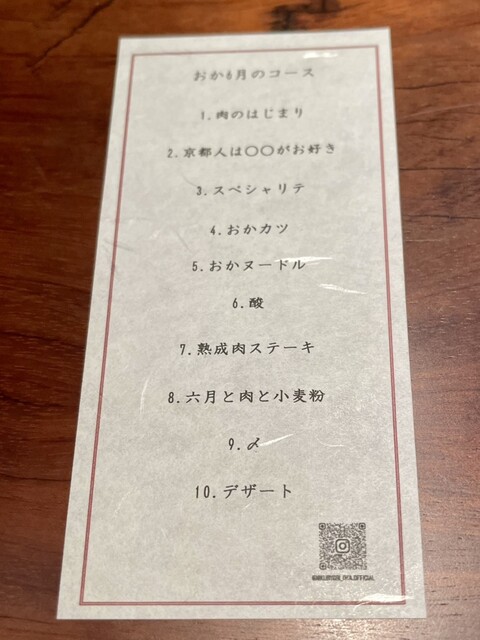 おか6月のコース
1.肉のはじまり
2.京都人は〇〇がお好き
3.スペシャリテ
4.おかカツ
5.おかヌードル
6.酸
7.熟成肉ステーキ
8.六月と肉と小麦粉
9.〆
10.デザート